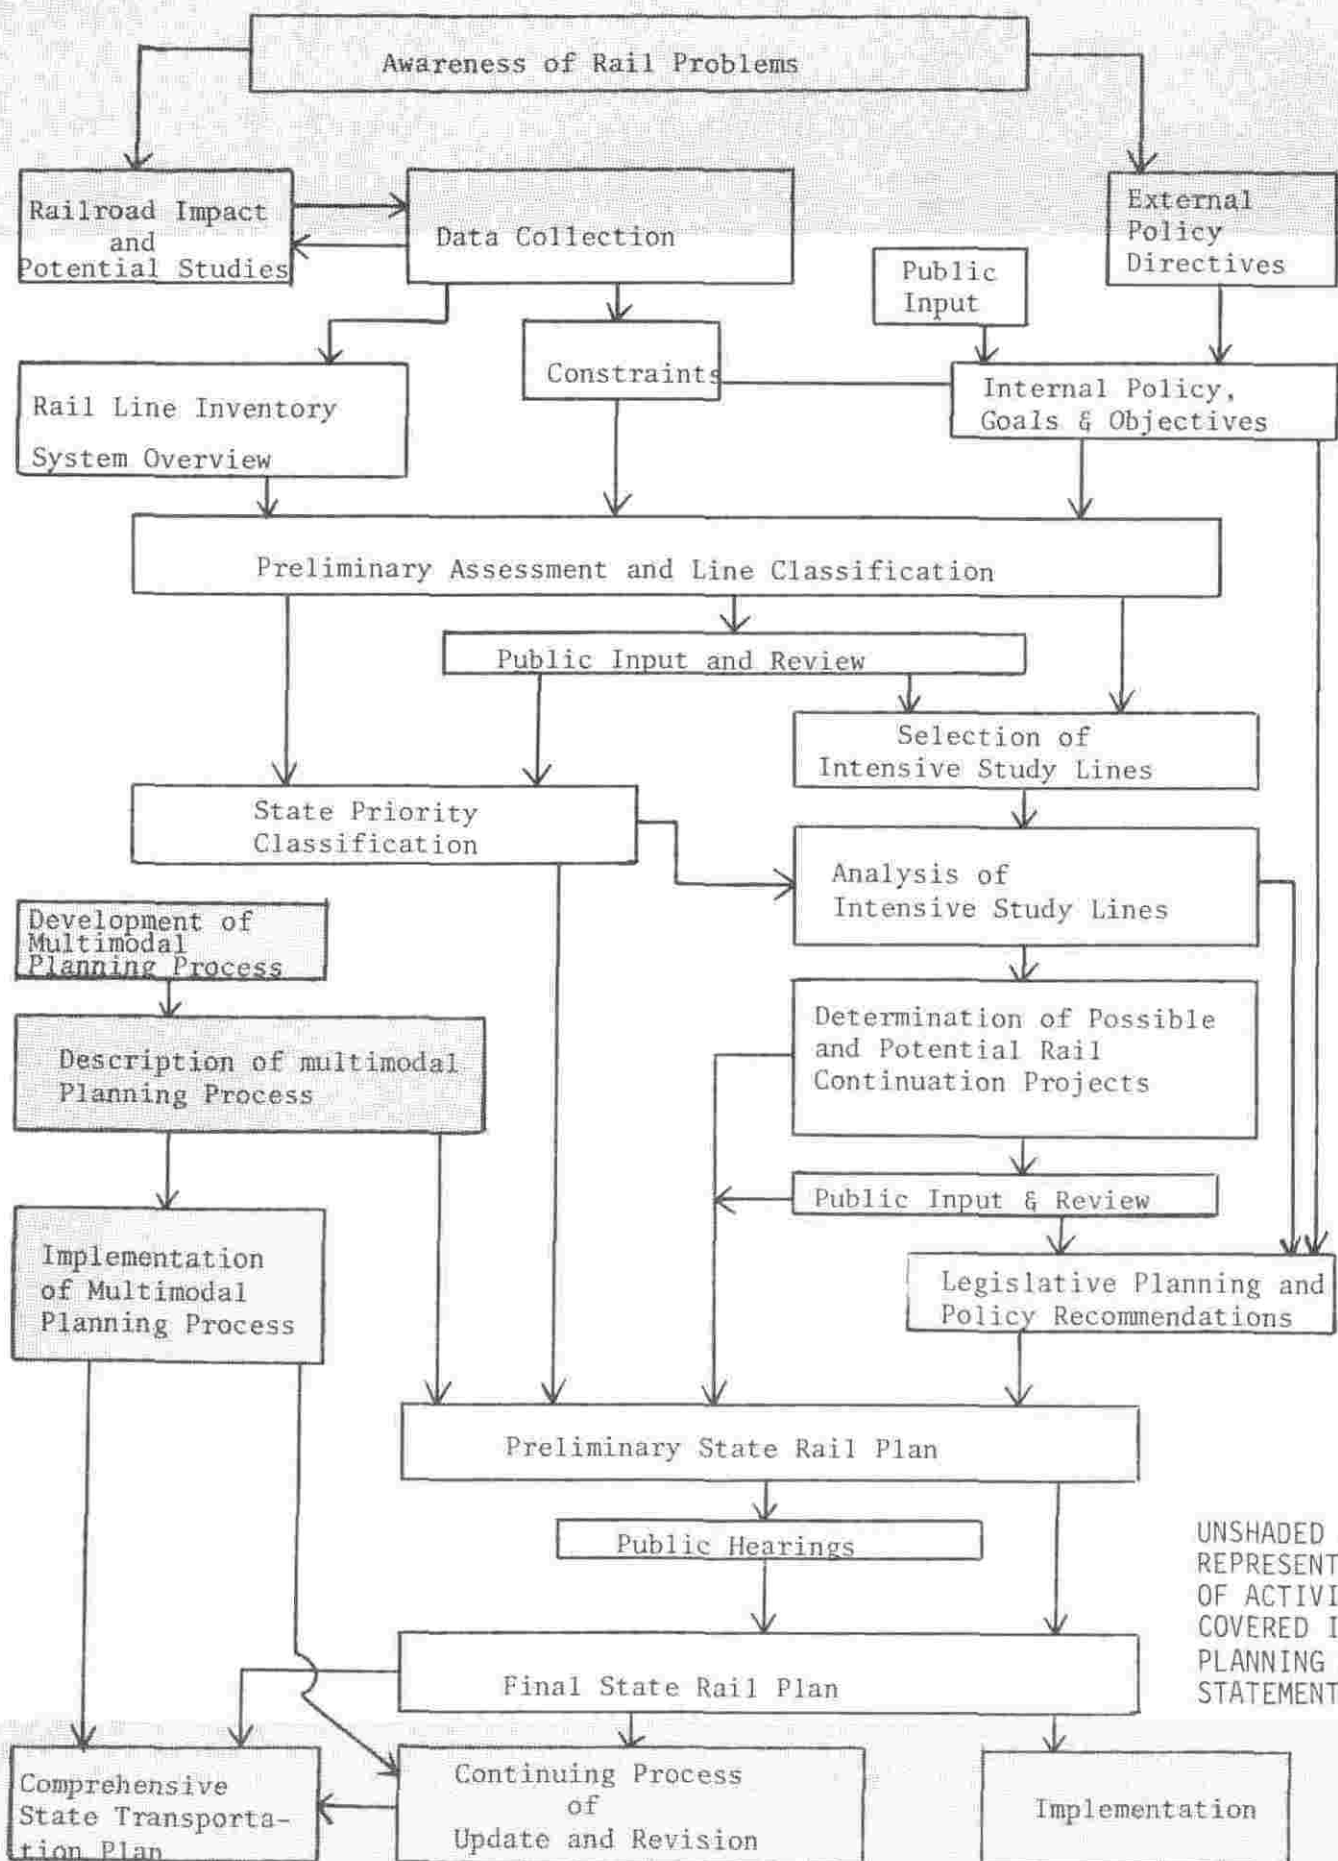 Awareness of Rail Problems
Railroad Impact
and
Potential Studies
Data Collection
External
Policy
Directives
Public
Input
Rail Line Inventory
System Overview
Constraints
Internal Policy,
Goals & Objectives
Preliminary Assessment and Line Classification
Public Input and Review
Selection of
Intensive Study Lines
State Priority
Classification
Analysis of
Intensive Study Lines
Development of
Multimodal
Planning Process
Description of multimodal
Planning Process
Determination of Possible
and Potential Rail
Continuation Projects
Public Input & Review
Implementation
of Multimodal
Planning Process
Legislative Planning and
Policy Recommendations
Preliminary State Rail Plan
Public Hearings
UNSHADED
REPRESENT
OF ACTIVI
COVERED I
PLANNING
STATEMENT
Final State Rail Plan
Comprehensive
State Transporta-
tion Plan
Continuing Process
of
Update and Revision
Implementation